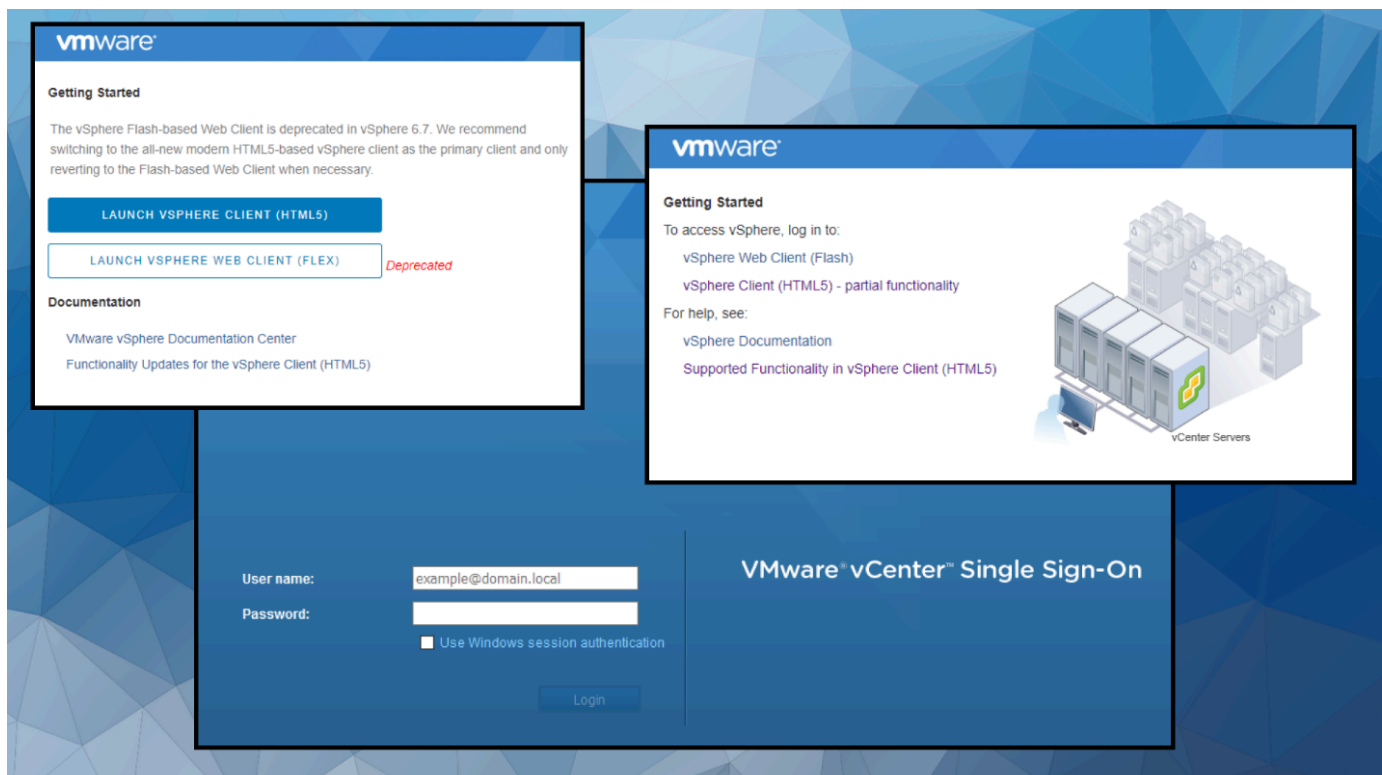 vmware®
Getting Started
The vSphere Flash-based Web Client is deprecated in vSphere 6.7. We recommend
switching to the all-new modern HTML5-based vSphere client as the primary client and only
reverting to the Flash-based Web Client when necessary.
LAUNCH VSPHERE CLIENT (HTML5)
LAUNCH VSPHERE WEB CLIENT (FLEX)
Deprecated
Documentation
VMware vSphere Documentation Center
Functionality Updates for the vSphere Client (HTML5)
vmware®
Getting Started
To access vSphere, log in to:
vSphere Web Client (Flash)
vSphere Client (HTML5) - partial functionality
For help, see:
vSphere Documentation
Supported Functionality in vSphere Client (HTML5)
vCenter Servers
User name:
example@domain.local
Password:
Use Windows session authentication
Login
VMware® vCenter™ Single Sign-On